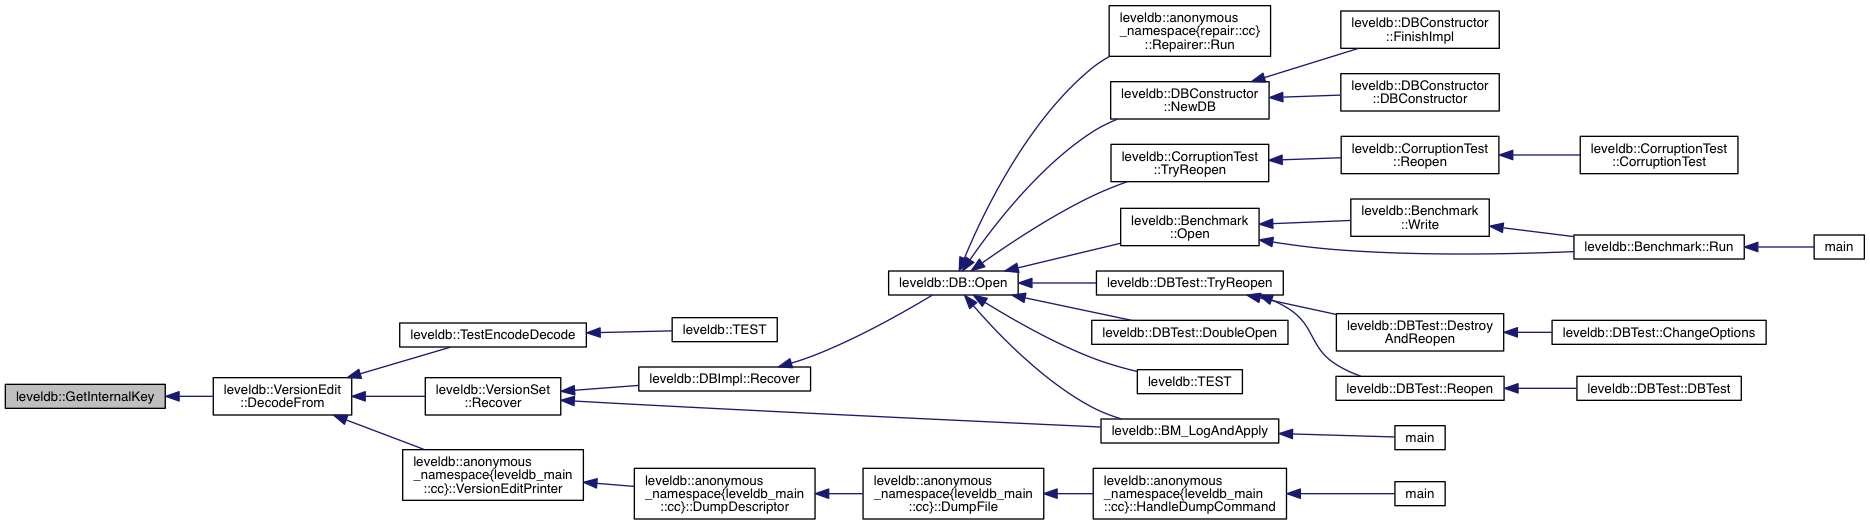 leveldb::GetInternalKey
leveldb::VersionEdit
::DecodeFrom
leveldb::TestEncodeDecode
leveldb::TEST
leveldb::VersionSet
::Recover
leveldb::DBImpl::Recover
leveldb::DB::Open
leveldb::anonymous
_namespace{repair::cc}
::Repairer::Run
leveldb::DBConstructor
::NewDB
leveldb::DBConstructor
::FinishImpl
leveldb::DBConstructor
::DBConstructor
leveldb::CorruptionTest
::TryReopen
leveldb::CorruptionTest
::Reopen
leveldb::CorruptionTest
::CorruptionTest
leveldb::Benchmark
::Open
leveldb::Benchmark
::Write
leveldb::Benchmark::Run
main
leveldb::DBTest::TryReopen
leveldb::DBTest::Destroy
AndReopen
leveldb::DBTest::ChangeOptions
leveldb::DBTest::Reopen
leveldb::DBTest::DBTest
leveldb::DBTest::DoubleOpen
leveldb::TEST
leveldb::BM_LogAndApply
main
leveldb::anonymous
_namespace{leveldb_main
::cc}::VersionEditPrinter
leveldb::anonymous
_namespace{leveldb_main
::cc}::DumpDescriptor
leveldb::anonymous
_namespace{leveldb_main
::cc}::DumpFile
leveldb::anonymous
_namespace{leveldb_main
::cc}::HandleDumpCommand
main